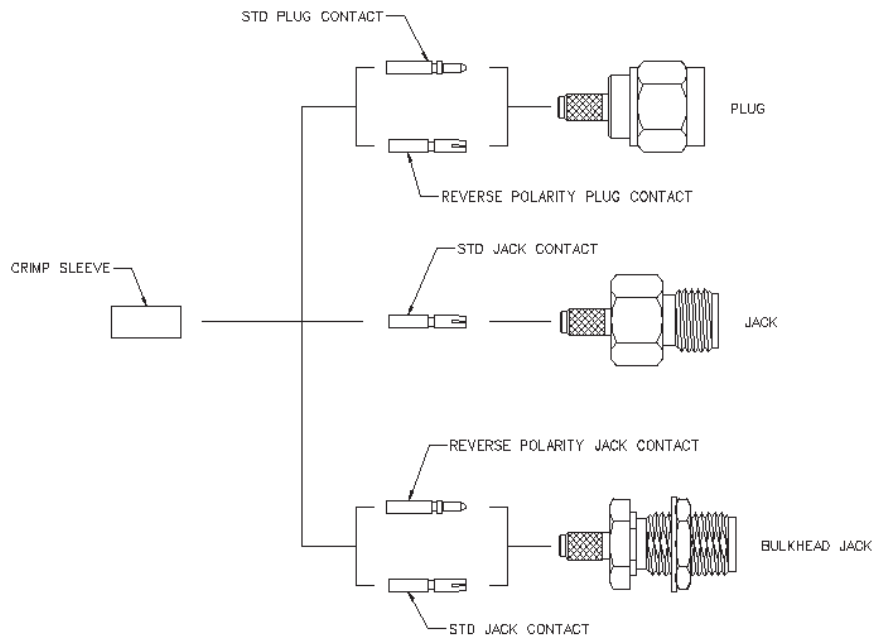 STD PLUG CONTACT
PLUG
REVERSE POLARITY PLUG CONTACT
STD JACK CONTACT
CRIMP SLEEVE
JACK
REVERSE POLARITY JACK CONTACT
BULKHEAD JACK
STD JACK CONTACT